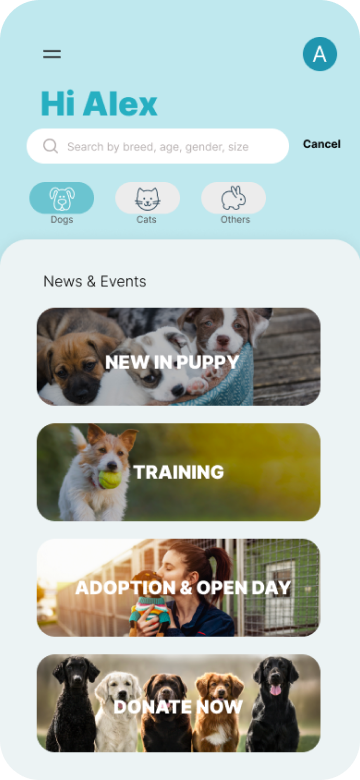 A
Hi Alex
Search by breed, age, gender, size
Cancel
Dogs
Cats
Others
News & Events
NEW IN PUPPY
TRAINING
ADOPTION & OPEN DAY
DONATE NOW